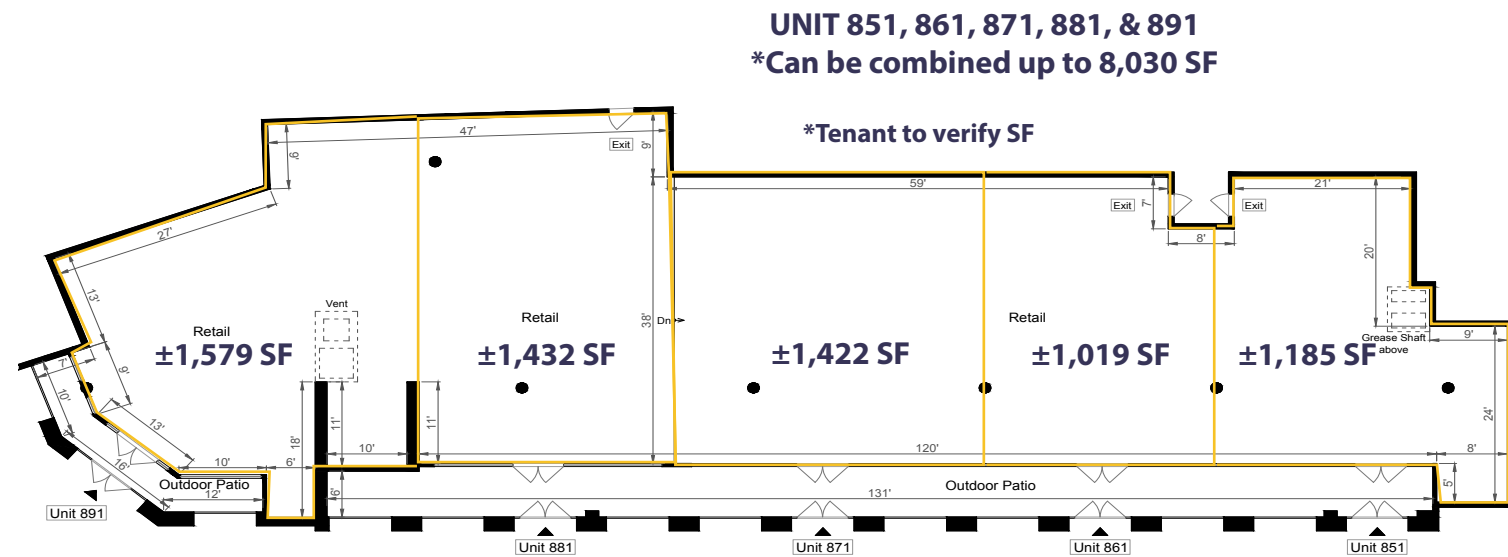 UNIT 851, 861, 871, 881, & 891
*Can be combined up to 8,030 SF
*Tenant to verify SF
47'
9'
Exit
6'
59'
Exit
7'
8'
Exit
21'
20'
27'
13'
Vent
Retail
±1,579 SF
Retail
±1,432 SF
38'
Dn
±1,422 SF
Retail
±1,019 SF
±1,185 SF
Grease Shaft
above
9'
7'
10'
9'
13'
16'
10'
6'
18'
11'
10'
11'
120'
24'
8'
5'
Outdoor Patio
12'
6'
131'
Outdoor Patio
Unit 891
Unit 881
Unit 871
Unit 861
Unit 851